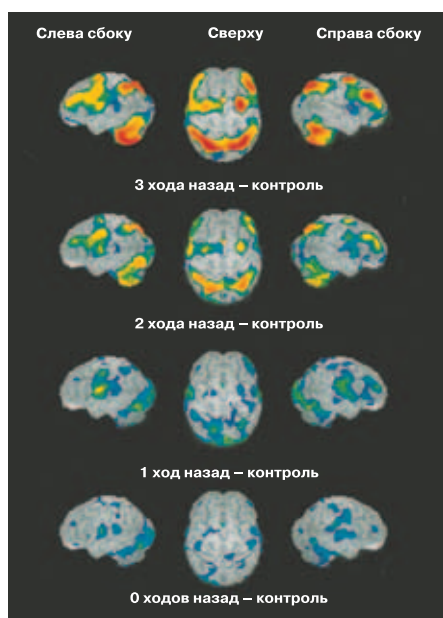 Слева сбоку Сверху Справа сбоку
3 хода назад – контроль
2 хода назад – контроль
1 ход назад – контроль
0 ходов назад – контроль